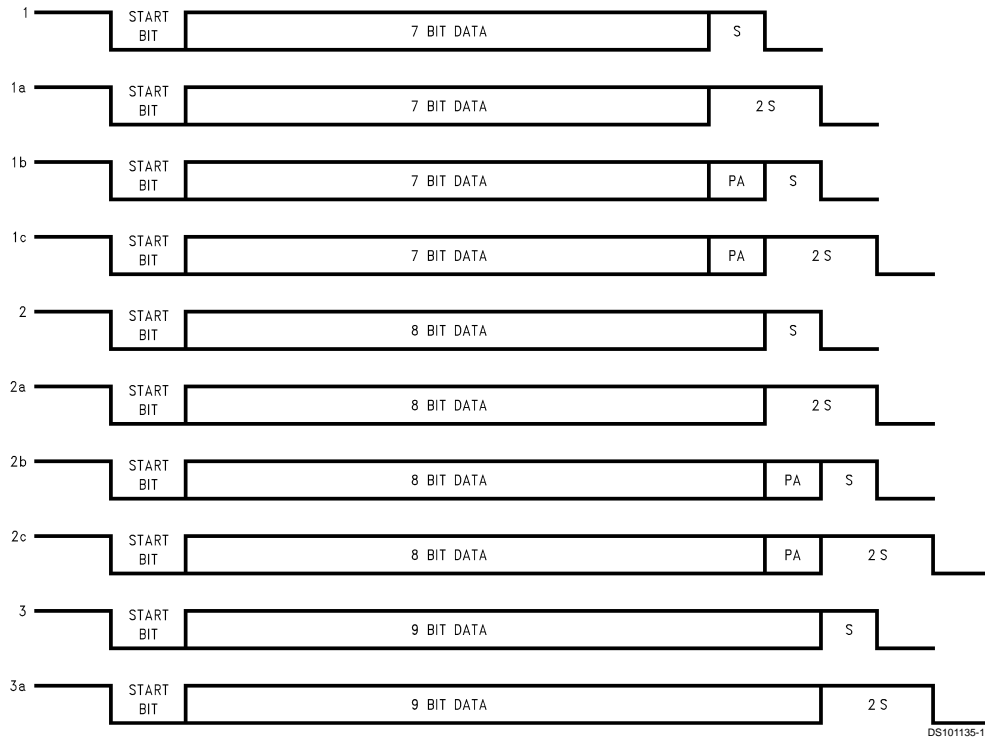 1 START BIT 7 BIT DATA S
1a START BIT 7 BIT DATA 2 S
1b START BIT 7 BIT DATA PA S
1c START BIT 7 BIT DATA PA 2 S
2 START BIT 8 BIT DATA S
2a START BIT 8 BIT DATA 2 S
2b START BIT 8 BIT DATA PA S
2c START BIT 8 BIT DATA PA 2 S
3 START BIT 9 BIT DATA S
3a START BIT 9 BIT DATA 2 S
DS101135-1